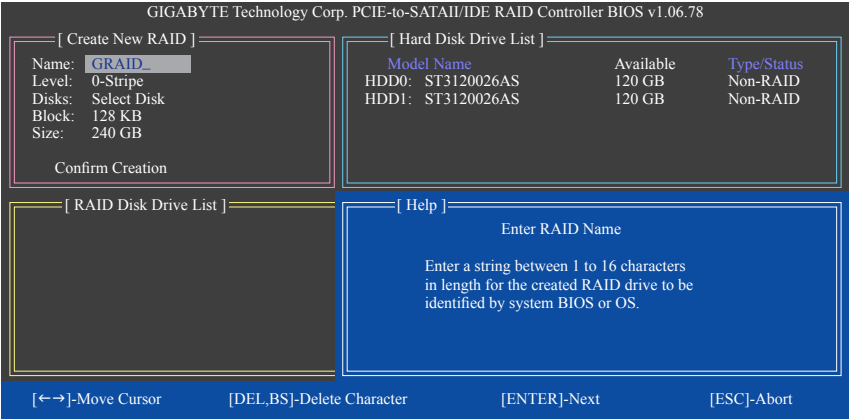 GIGABYTE Technology Corp. PCIE-to-SATAII/IDE RAID Controller BIOS v1.06.78
[ Create New RAID ]
Name: GRAID_
Level: 0-Stripe
Disks: Select Disk
Block: 128 KB
Size: 240 GB
Confirm Creation
[ Hard Disk Drive List ]
Model Name Available Type/Status
HDD0: ST3120026AS 120 GB Non-RAID
HDD1: ST3120026AS 120 GB Non-RAID
[ RAID Disk Drive List ]
[ Help ]
Enter RAID Name
Enter a string between 1 to 16 characters
in length for the created RAID drive to be
identified by system BIOS or OS.
[←→]-Move Cursor [DEL,BS]-Delete Character [ENTER]-Next [ESC]-Abort